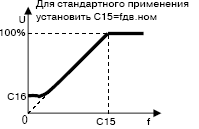 Для стандартного применения
установить C15=fдв.ном
U
100%
C16
0
C15
f